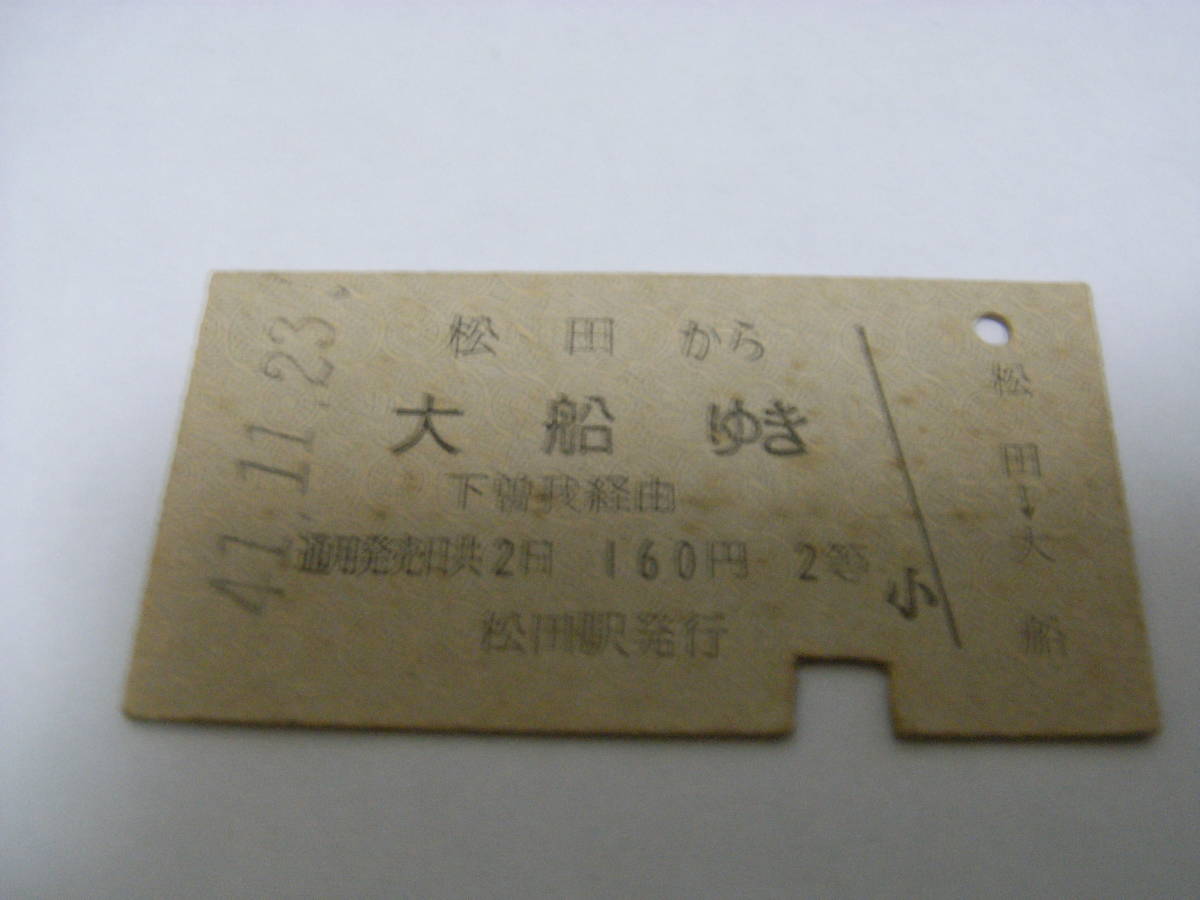 松田から
大船ゆき
下曽我経由
通用発売日共2日 160円 2等
松田駅発行
41.11.23
小
松田→大船